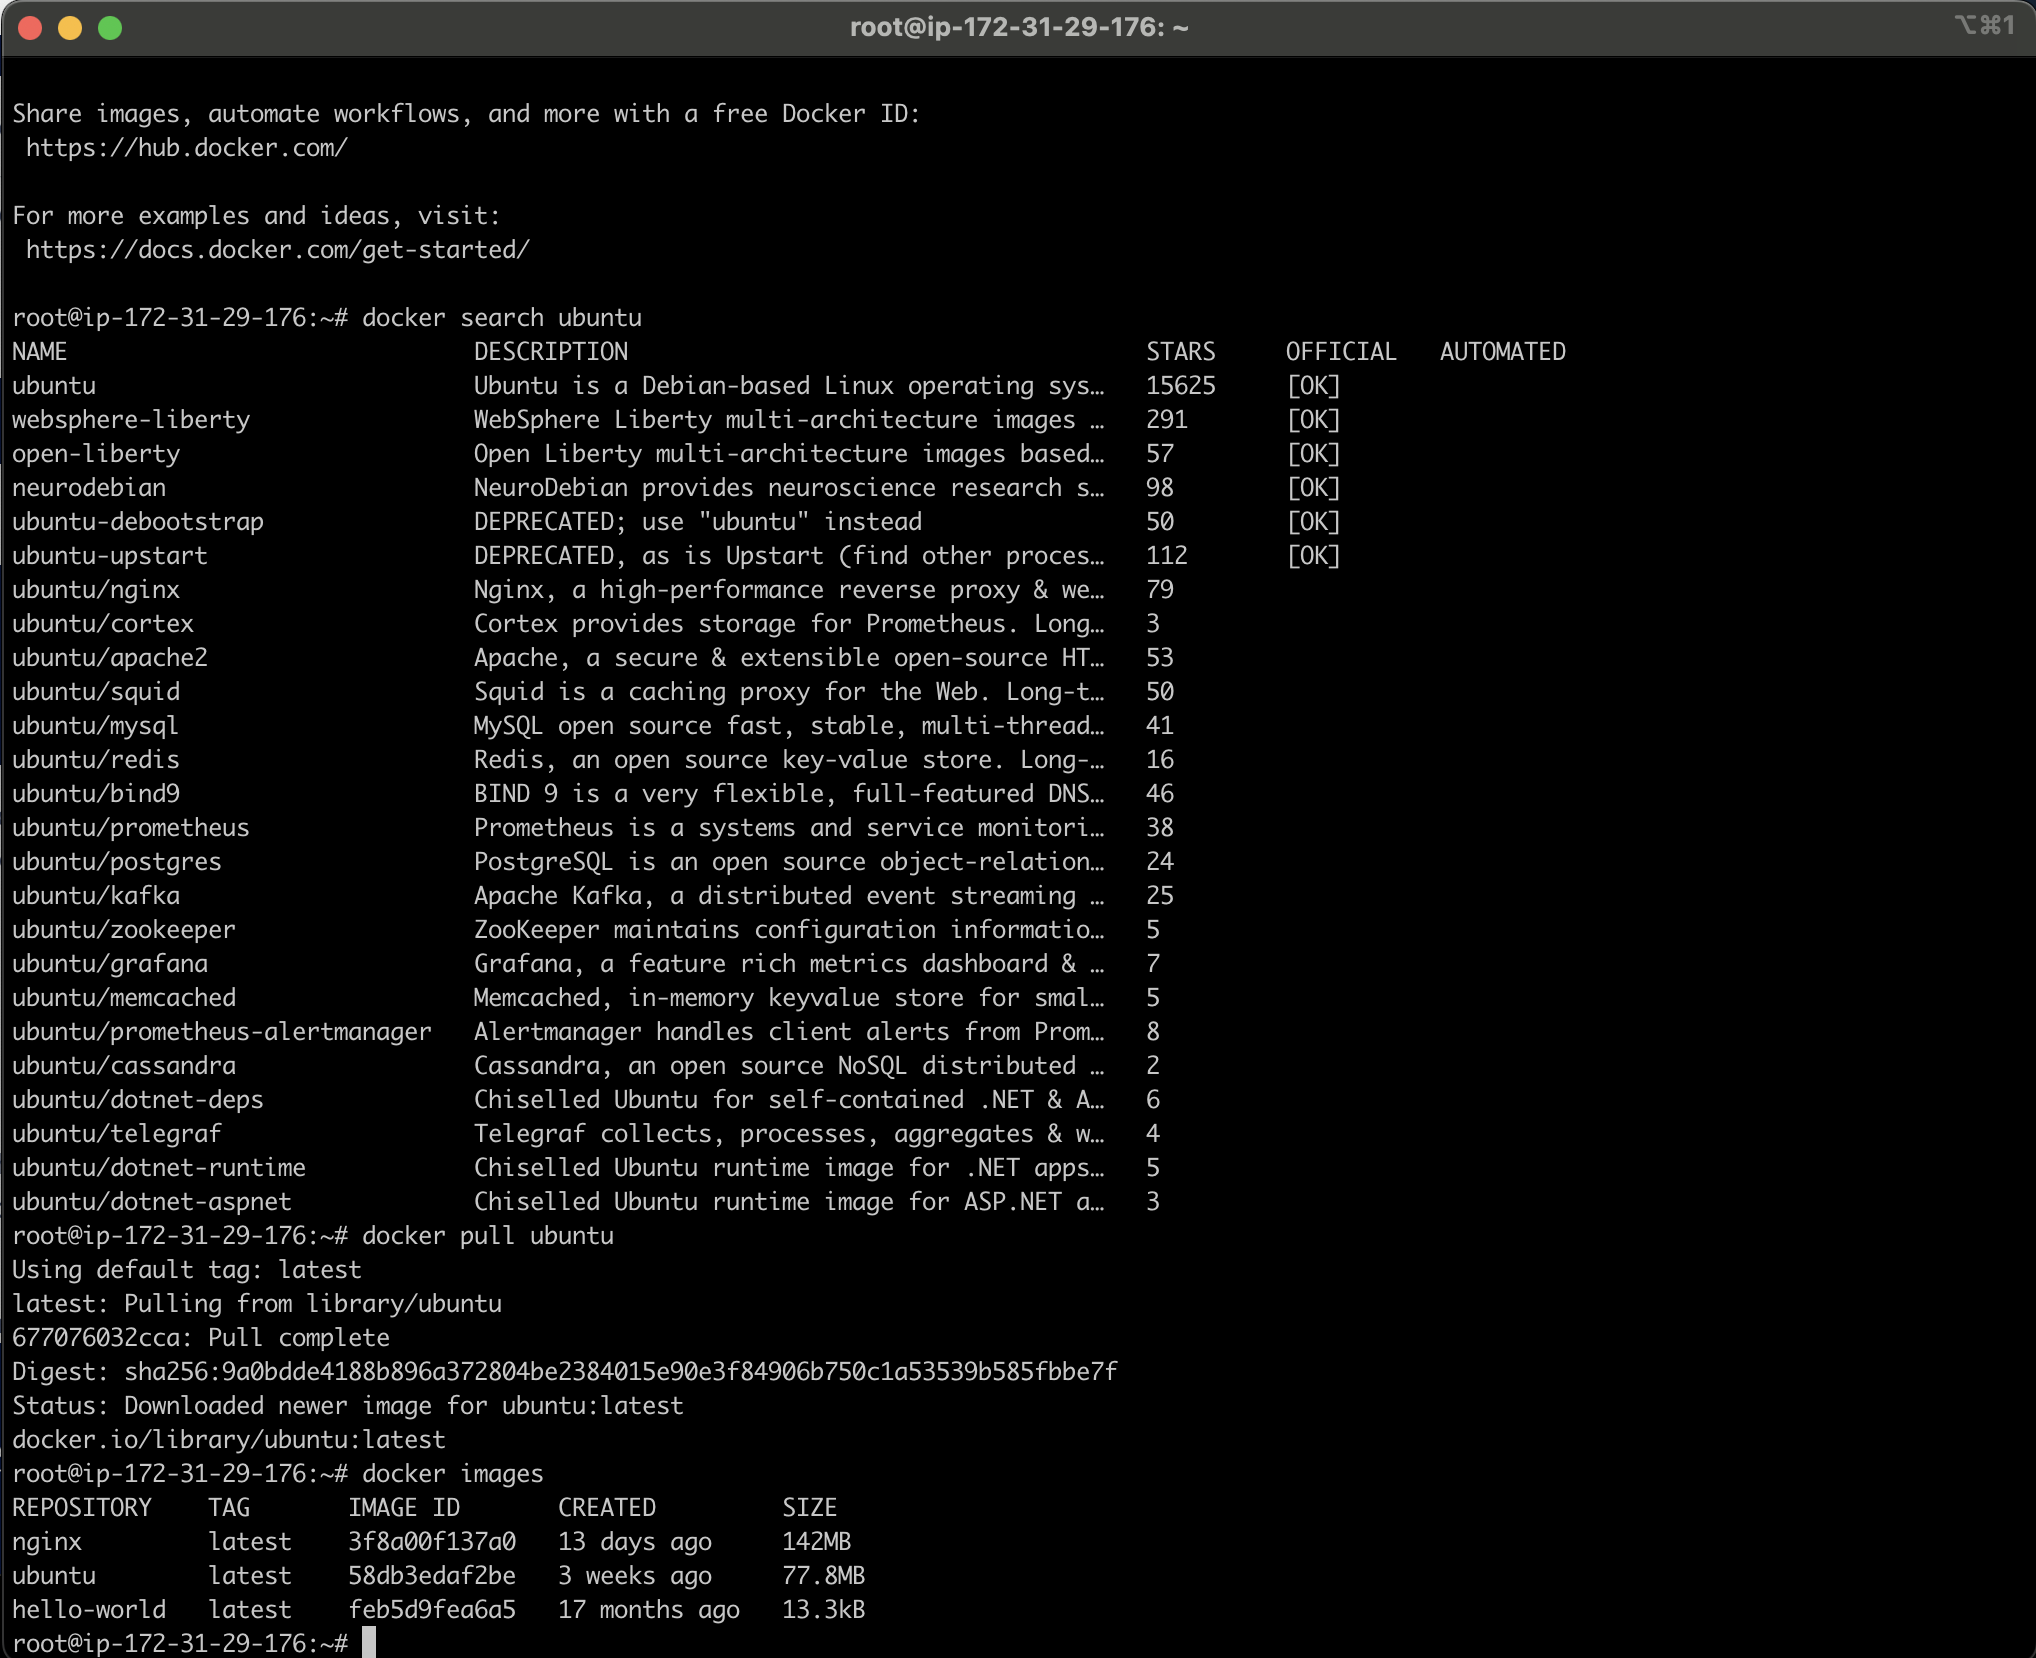 root@ip-172-31-29-176: ~
⌥⌘1
Share images, automate workflows, and more with a free Docker ID:
 https://hub.docker.com/
For more examples and ideas, visit:
 https://docs.docker.com/get-started/
root@ip-172-31-29-176:~# docker search ubuntu
NAME                             DESCRIPTION                                     STARS     OFFICIAL   AUTOMATED
ubuntu                           Ubuntu is a Debian-based Linux operating sys…   15625     [OK]
websphere-liberty                WebSphere Liberty multi-architecture images …   291       [OK]
open-liberty                     Open Liberty multi-architecture images based…   57        [OK]
neurodebian                      NeuroDebian provides neuroscience research s…   98        [OK]
ubuntu-debootstrap               DEPRECATED; use "ubuntu" instead                50        [OK]
ubuntu-upstart                   DEPRECATED, as is Upstart (find other proces…   112       [OK]
ubuntu/nginx                     Nginx, a high-performance reverse proxy & we…   79
ubuntu/cortex                    Cortex provides storage for Prometheus. Long…   3
ubuntu/apache2                   Apache, a secure & extensible open-source HT…   53
ubuntu/squid                     Squid is a caching proxy for the Web. Long-t…   50
ubuntu/mysql                     MySQL open source fast, stable, multi-thread…   41
ubuntu/redis                     Redis, an open source key-value store. Long-…   16
ubuntu/bind9                     BIND 9 is a very flexible, full-featured DNS…   46
ubuntu/prometheus                Prometheus is a systems and service monitori…   38
ubuntu/postgres                  PostgreSQL is an open source object-relation…   24
ubuntu/kafka                     Apache Kafka, a distributed event streaming …   25
ubuntu/zookeeper                 ZooKeeper maintains configuration informatio…   5
ubuntu/grafana                   Grafana, a feature rich metrics dashboard & …   7
ubuntu/memcached                 Memcached, in-memory keyvalue store for smal…   5
ubuntu/prometheus-alertmanager   Alertmanager handles client alerts from Prom…   8
ubuntu/cassandra                 Cassandra, an open source NoSQL distributed …   2
ubuntu/dotnet-deps               Chiselled Ubuntu for self-contained .NET & A…   6
ubuntu/telegraf                  Telegraf collects, processes, aggregates & w…   4
ubuntu/dotnet-runtime            Chiselled Ubuntu runtime image for .NET apps…   5
ubuntu/dotnet-aspnet             Chiselled Ubuntu runtime image for ASP.NET a…   3
root@ip-172-31-29-176:~# docker pull ubuntu
Using default tag: latest
latest: Pulling from library/ubuntu
677076032cca: Pull complete
Digest: sha256:9a0bdde4188b896a372804be2384015e90e3f84906b750c1a53539b585fbbe7f
Status: Downloaded newer image for ubuntu:latest
docker.io/library/ubuntu:latest
root@ip-172-31-29-176:~# docker images
REPOSITORY    TAG       IMAGE ID       CREATED         SIZE
nginx         latest    3f8a00f137a0   13 days ago     142MB
ubuntu        latest    58db3edaf2be   3 weeks ago     77.8MB
hello-world   latest    feb5d9fea6a5   17 months ago   13.3kB
root@ip-172-31-29-176:~#